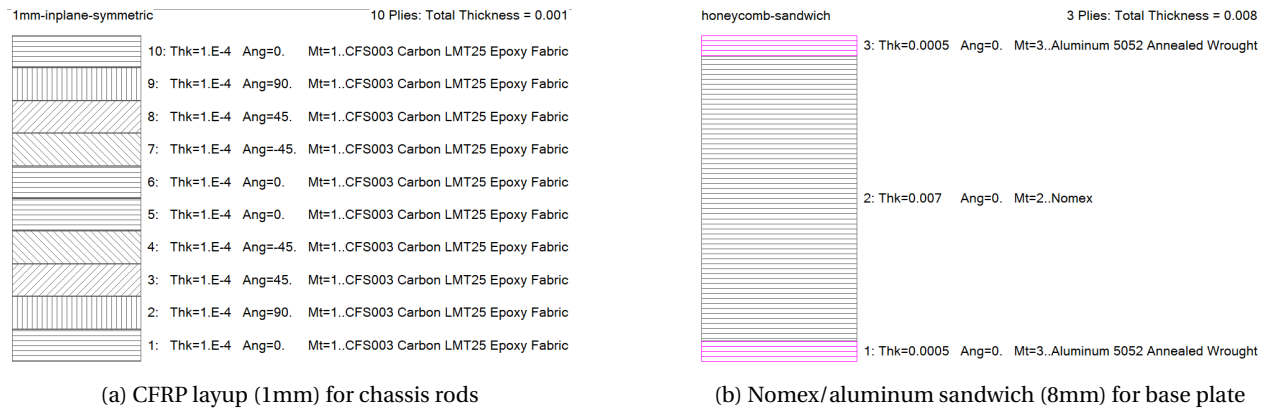 1mm-inplane-symmetric 10 Plies: Total Thickness = 0.001
10: Thk=1.E-4 Ang=0. Mt=1..CFS003 Carbon LMT25 Epoxy Fabric
9: Thk=1.E-4 Ang=90. Mt=1..CFS003 Carbon LMT25 Epoxy Fabric
8: Thk=1.E-4 Ang=45. Mt=1..CFS003 Carbon LMT25 Epoxy Fabric
7: Thk=1.E-4 Ang=-45. Mt=1..CFS003 Carbon LMT25 Epoxy Fabric
6: Thk=1.E-4 Ang=0. Mt=1..CFS003 Carbon LMT25 Epoxy Fabric
5: Thk=1.E-4 Ang=0. Mt=1..CFS003 Carbon LMT25 Epoxy Fabric
4: Thk=1.E-4 Ang=-45. Mt=1..CFS003 Carbon LMT25 Epoxy Fabric
3: Thk=1.E-4 Ang=45. Mt=1..CFS003 Carbon LMT25 Epoxy Fabric
2: Thk=1.E-4 Ang=90. Mt=1..CFS003 Carbon LMT25 Epoxy Fabric
1: Thk=1.E-4 Ang=0. Mt=1..CFS003 Carbon LMT25 Epoxy Fabric
(a) CFRP layup (1mm) for chassis rods
honeycomb-sandwich 3 Plies: Total Thickness = 0.008
3: Thk=0.0005 Ang=0. Mt=3..Aluminum 5052 Annealed Wrought
2: Thk=0.007 Ang=0. Mt=2..Nomex
1: Thk=0.0005 Ang=0. Mt=3..Aluminum 5052 Annealed Wrought
(b) Nomex/aluminum sandwich (8mm) for base plate